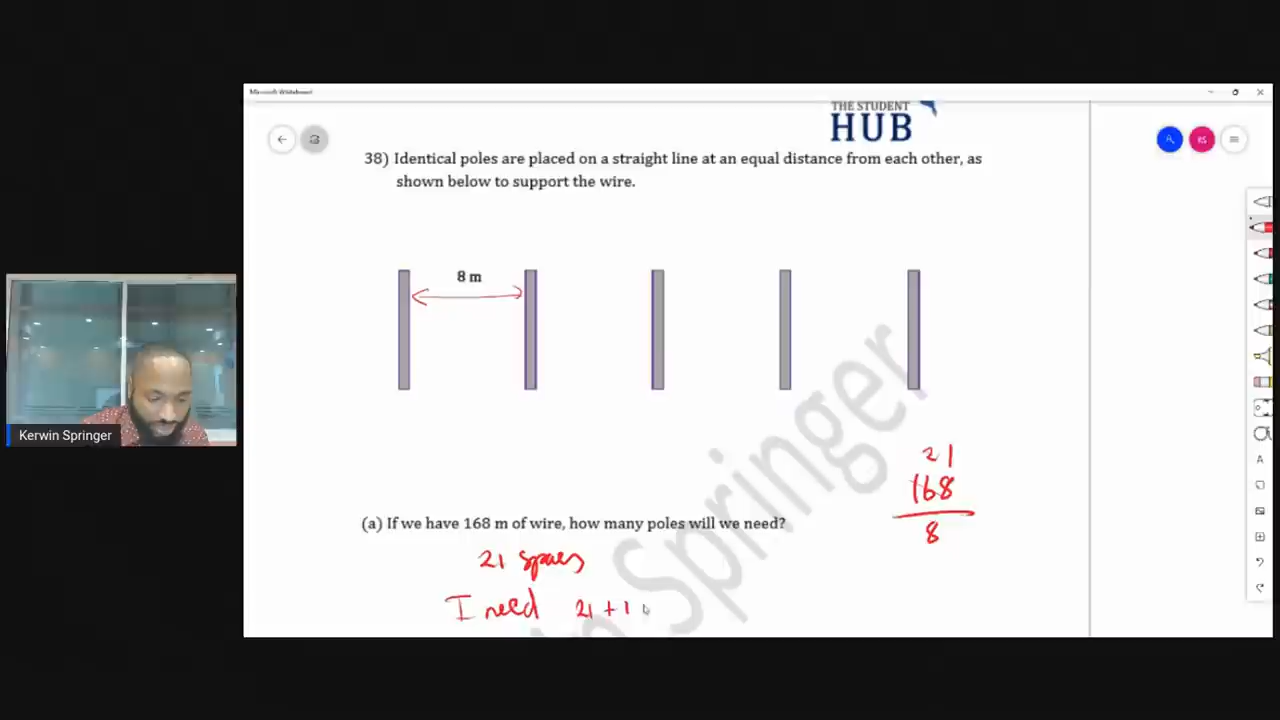 Microsoft Whiteboard
THE STUDENT
HUB
38) Identical poles are placed on a straight line at an equal distance from each other, as
shown below to support the wire.
8 m
Kerwin Springer
21
168
8
(a) If we have 168 m of wire, how many poles will we need?
21 spaces
I need 21 + 1
in Springer
KS
A